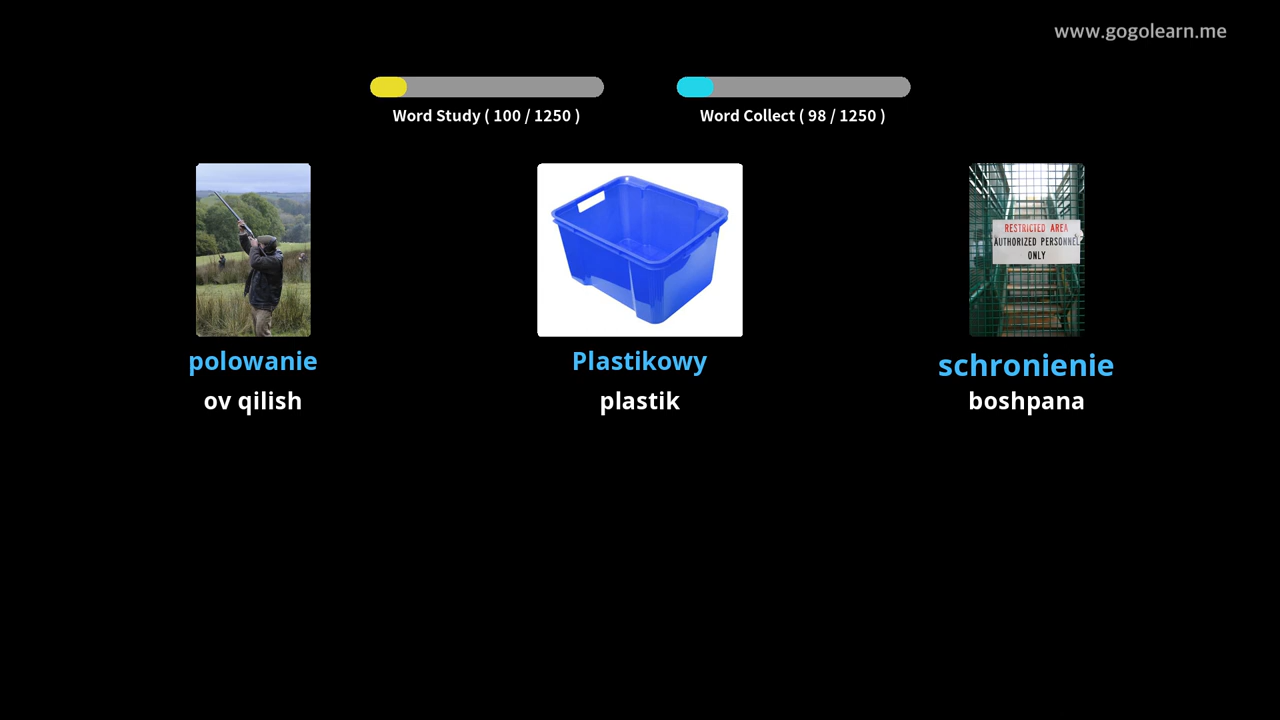 www.gogolearn.me
Word Study ( 100 / 1250 )
Word Collect ( 98 / 1250 )
RESTRICTED AREA
AUTHORIZED PERSONNEL
ONLY
polowanie
Plastikowy
schronienie
ov qilish
plastik
boshpana